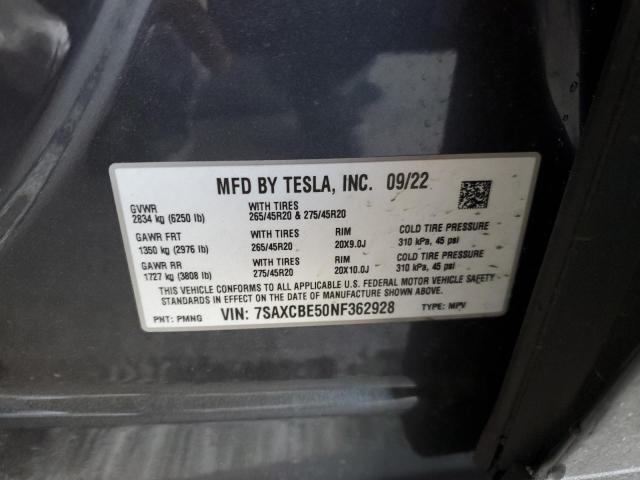 MFD BY TESLA, INC. 09/22
GVWR WITH TIRES
2834 kg (6250 lb) 265/45R20 & 275/45R20
GAWR FRT WITH TIRES RIM COLD TIRE PRESSURE
1350 kg (2976 lb) 265/45R20 20X9.0J 310 kPa, 45 psi
GAWR RR WITH TIRES RIM COLD TIRE PRESSURE
1727 kg (3808 lb) 275/45R20 20X10.0J 310 kPa, 45 psi
THIS VEHICLE CONFORMS TO ALL APPLICABLE U.S. FEDERAL MOTOR VEHICLE SAFETY
STANDARDS IN EFFECT ON THE DATE OF MANUFACTURE SHOWN ABOVE.
PNT: PMNG VIN: 7SAXCBE50NF362928 TYPE: MPV